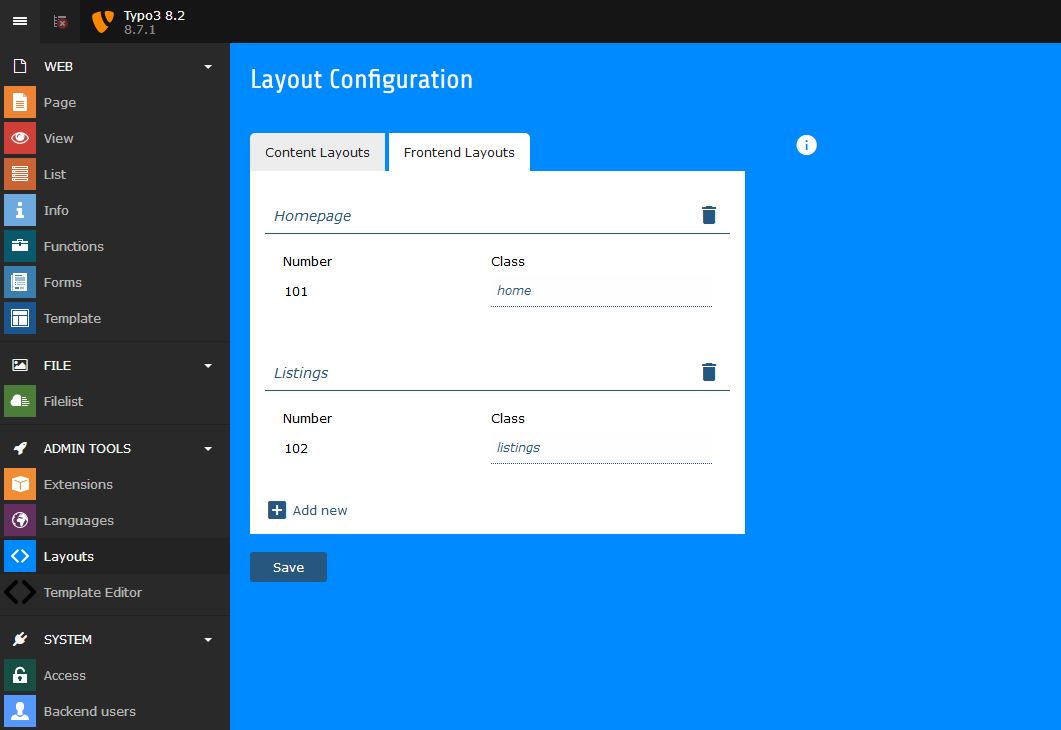 Typo3 8.2
8.7.1
WEB
Page
View
List
Info
Functions
Forms
Template
FILE
Filelist
ADMIN TOOLS
Extensions
Languages
Layouts
Template Editor
SYSTEM
Access
Backend users
Layout Configuration
Content Layouts
Frontend Layouts
Homepage
Number
Class
101
home
Listings
Number
Class
102
listings
Add new
Save